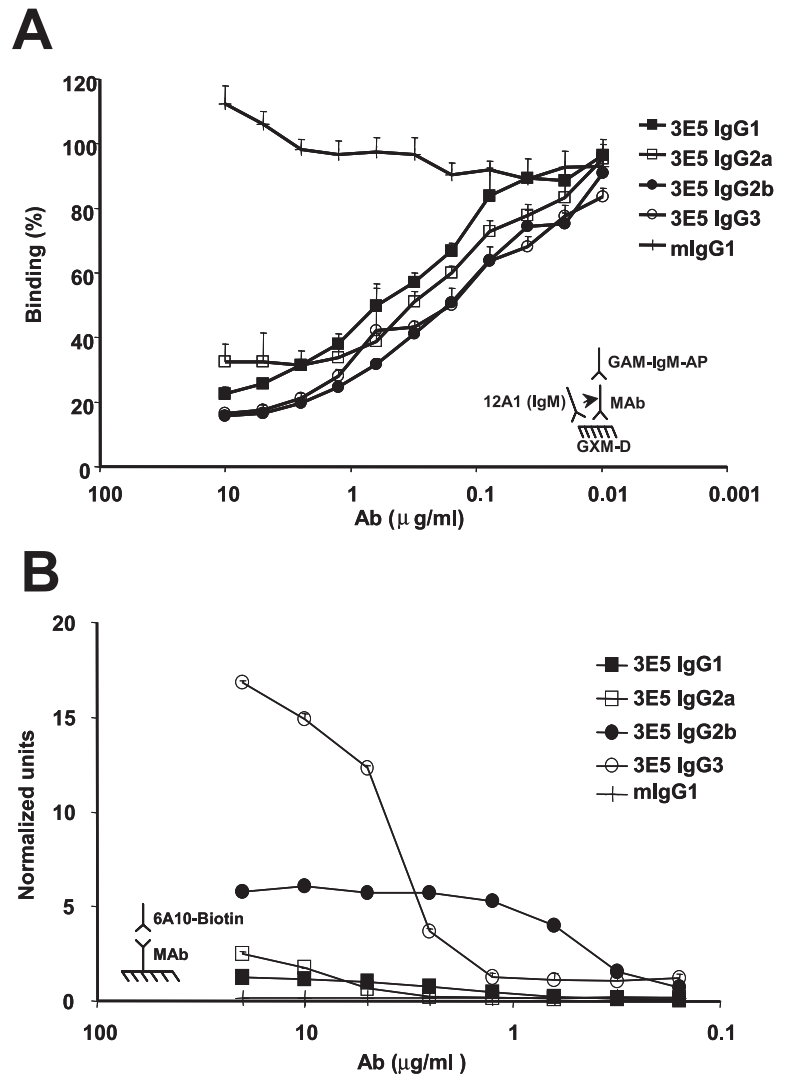 A
120
100
80
60
40
20
0
Binding (%)
100
10
1
0.1
0.01
0.001
Ab (μ g/ml)
3E5 IgG1
3E5 IgG2a
3E5 IgG2b
3E5 IgG3
mIgG1
GAM-IgM-AP
12A1 (IgM)
MAb
GXM-D
B
20
15
10
5
0
Normalized units
100
10
1
0.1
Ab (μg/ml )
3E5 IgG1
3E5 IgG2a
3E5 IgG2b
3E5 IgG3
mIgG1
6A10-Biotin
MAb